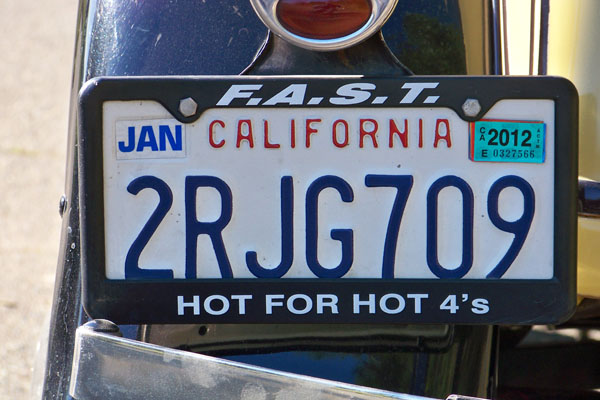 F.A.S.T.
JAN CALIFORNIA CA 2012
E 0327566
2RJG709
HOT FOR HOT 4's